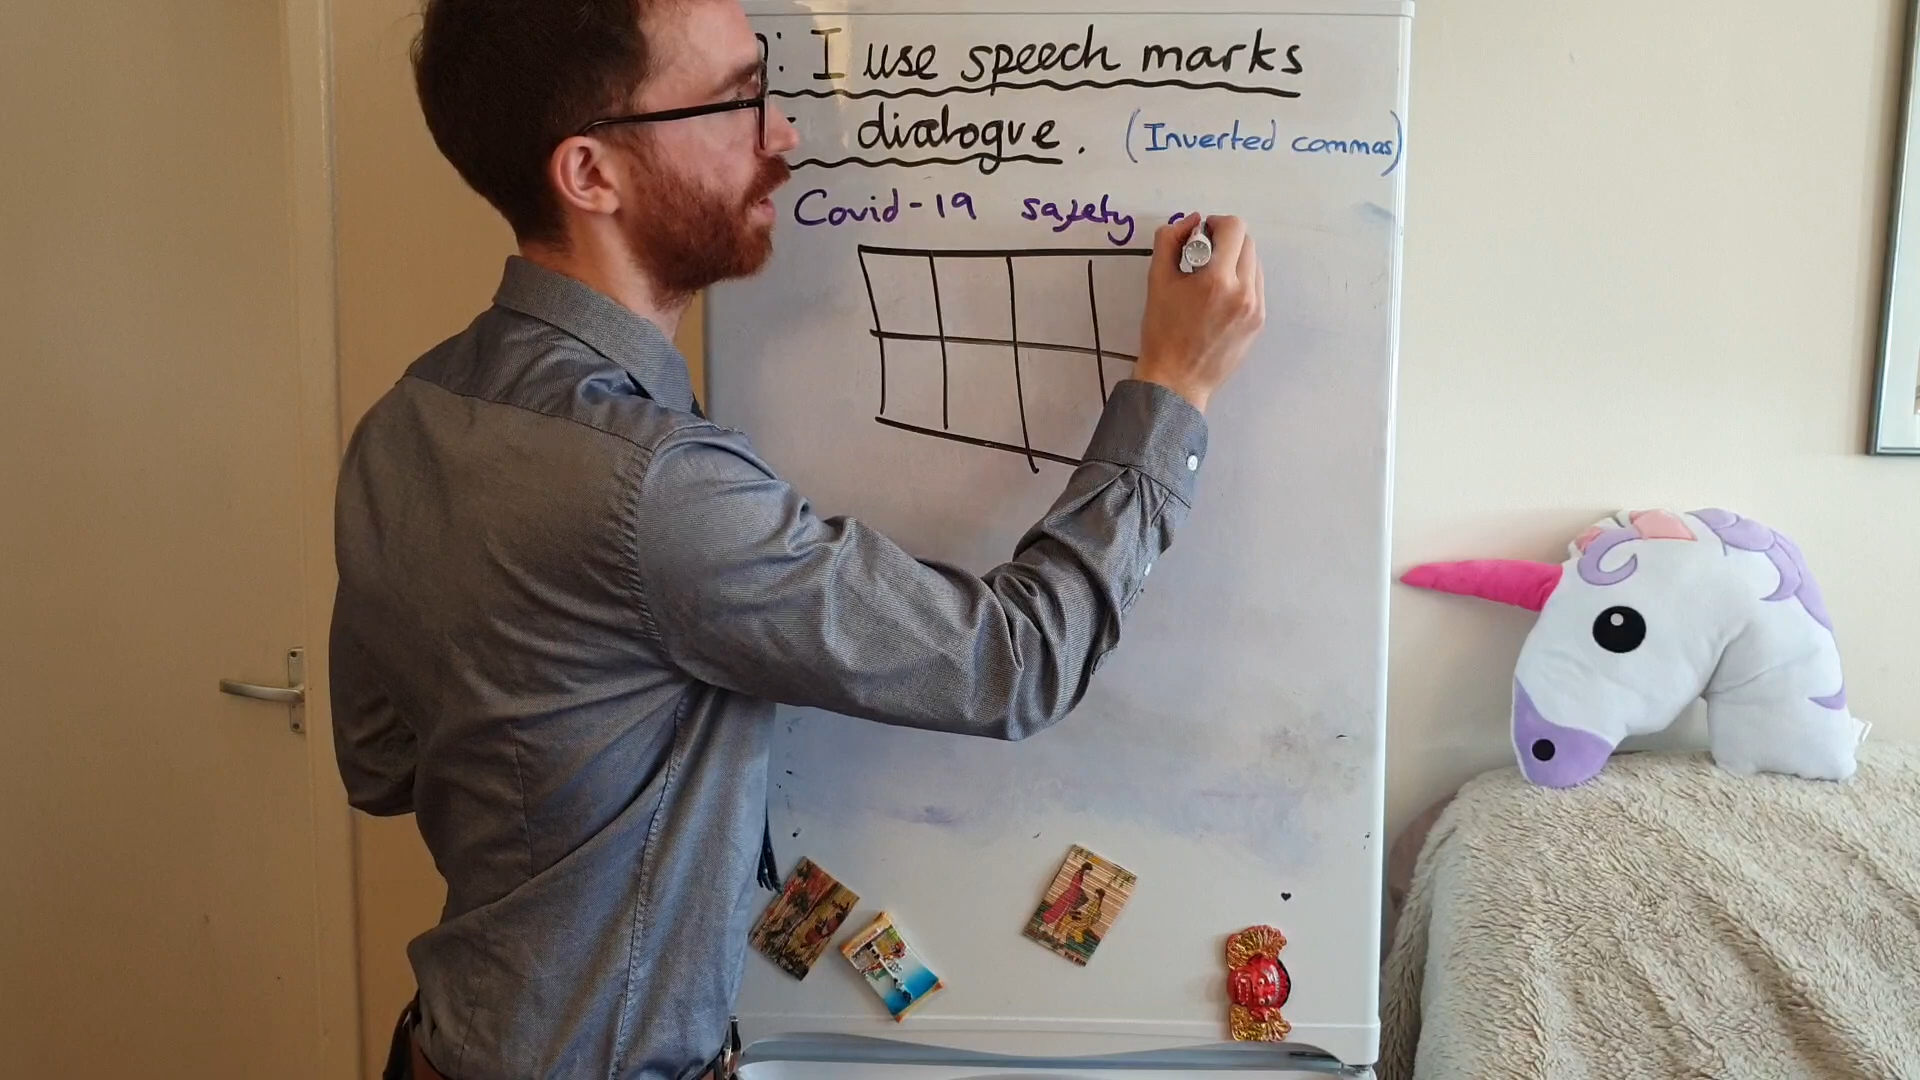 : I use speech marks
dialogue. (Inverted commas)
Covid-19 safety